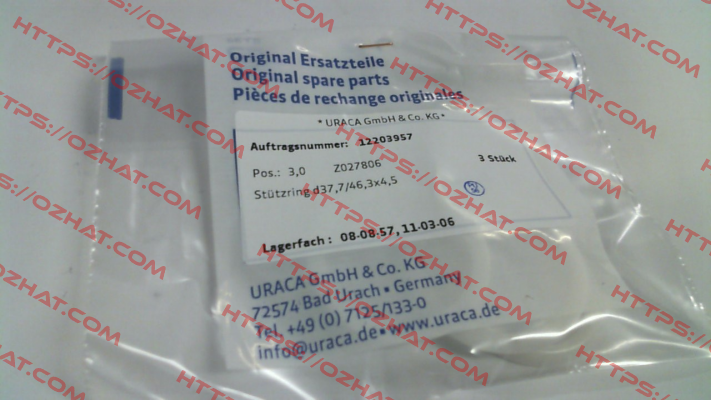 Original Ersatzteile
Original spare parts
Pièces de rechange originales
* URACA GmbH & Co. KG *
Auftragsnummer: 12203957
Pos.: 3,0 Z027806 3 Stück
Stützring d37,7/46,3x4,5
Lagerfach : 08-08-57, 11-03-06
URACA GmbH & Co. KG
72574 Bad Urach • Germany
Tel. +49 (0) 7125/133-0
info@uraca.de • www.uraca.de
HTTPS://OZHAT.COM